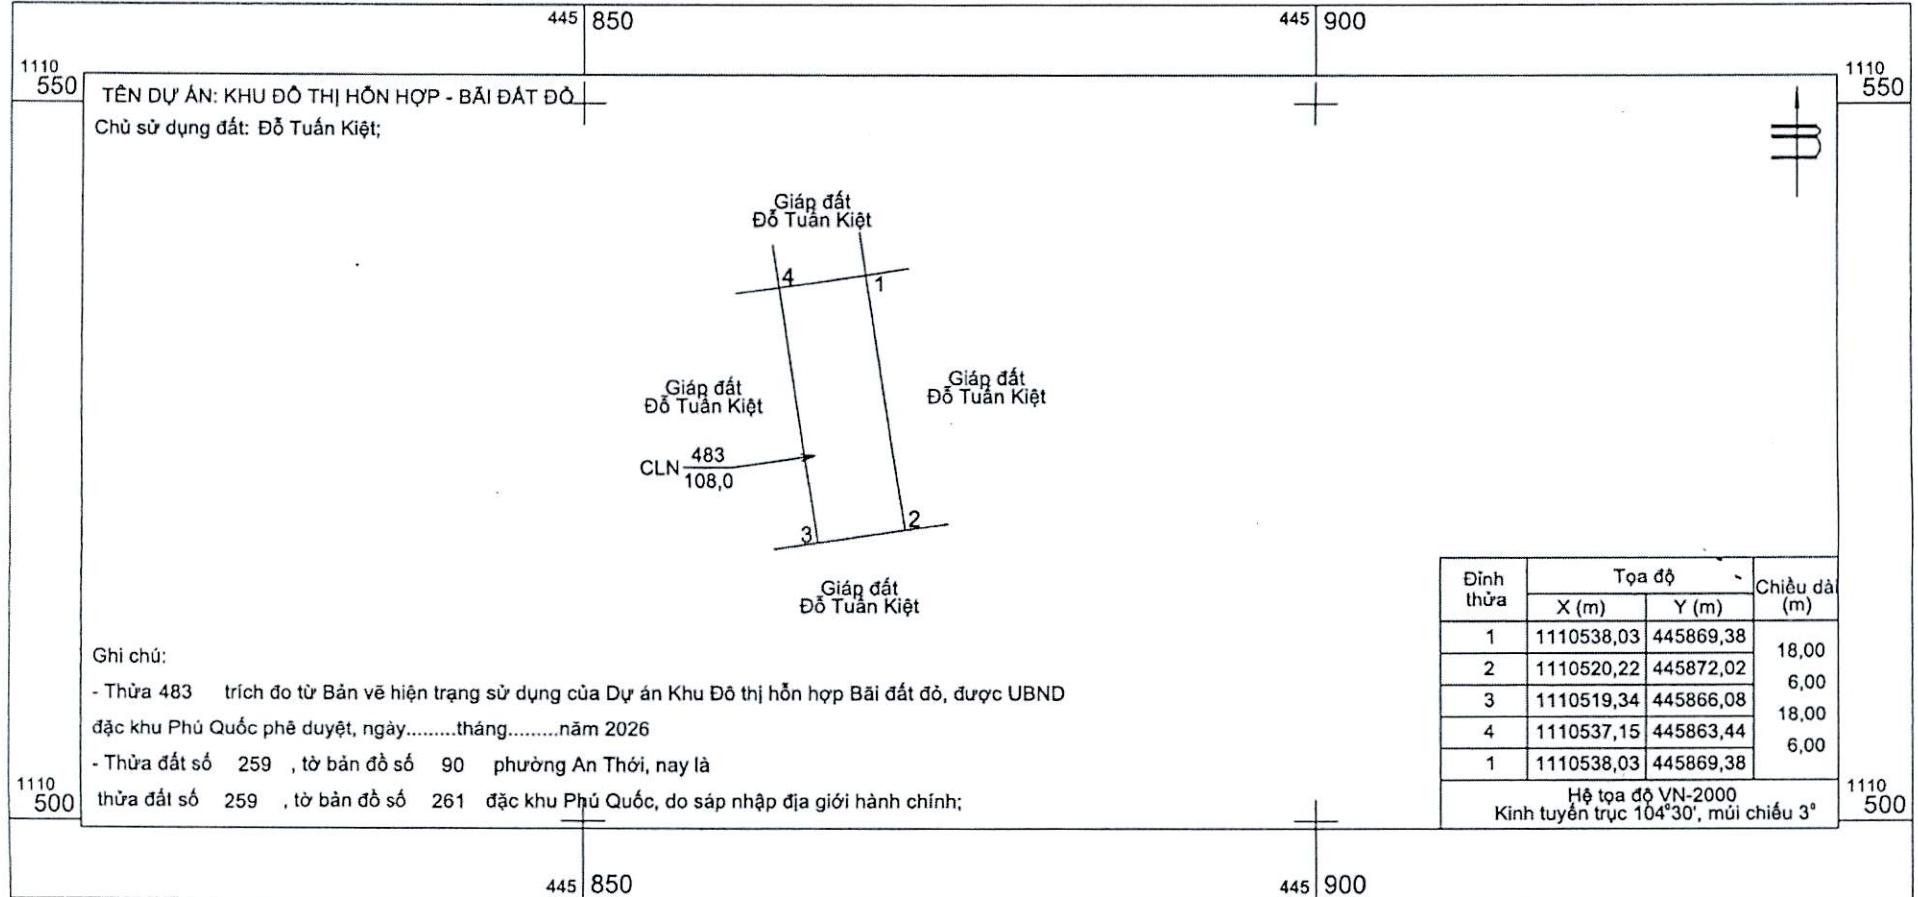 445 850
445 900
1110
550
1110
550
TÊN DỰ ÁN: KHU ĐÔ THỊ HỖN HỢP - BÃI ĐẤT ĐỎ
Chủ sử dụng đất: Đỗ Tuấn Kiệt;
Giáp đất
Đỗ Tuấn Kiệt
4
1
Giáp đất
Đỗ Tuấn Kiệt
Giáp đất
Đỗ Tuấn Kiệt
CLN 483
108,0
3
2
Giáp đất
Đỗ Tuấn Kiệt
Đỉnh thửa Tọa độ Chiều dài (m)
X (m) Y (m)
1 1110538,03 445869,38
18,00
2 1110520,22 445872,02
6,00
3 1110519,34 445866,08
18,00
4 1110537,15 445863,44
6,00
1 1110538,03 445869,38
Hệ tọa độ VN-2000
Kinh tuyến trục 104°30', múi chiếu 3°
Ghi chú:
- Thửa 483 trích đo từ Bản vẽ hiện trạng sử dụng của Dự án Khu Đô thị hỗn hợp Bãi đất đỏ, được UBND
đặc khu Phú Quốc phê duyệt, ngày.........tháng.........năm 2026
- Thửa đất số 259 , tờ bản đồ số 90 phường An Thới, nay là
thửa đất số 259 , tờ bản đồ số 261 đặc khu Phú Quốc, do sáp nhập địa giới hành chính;
1110
500
1110
500
445 850
445 900